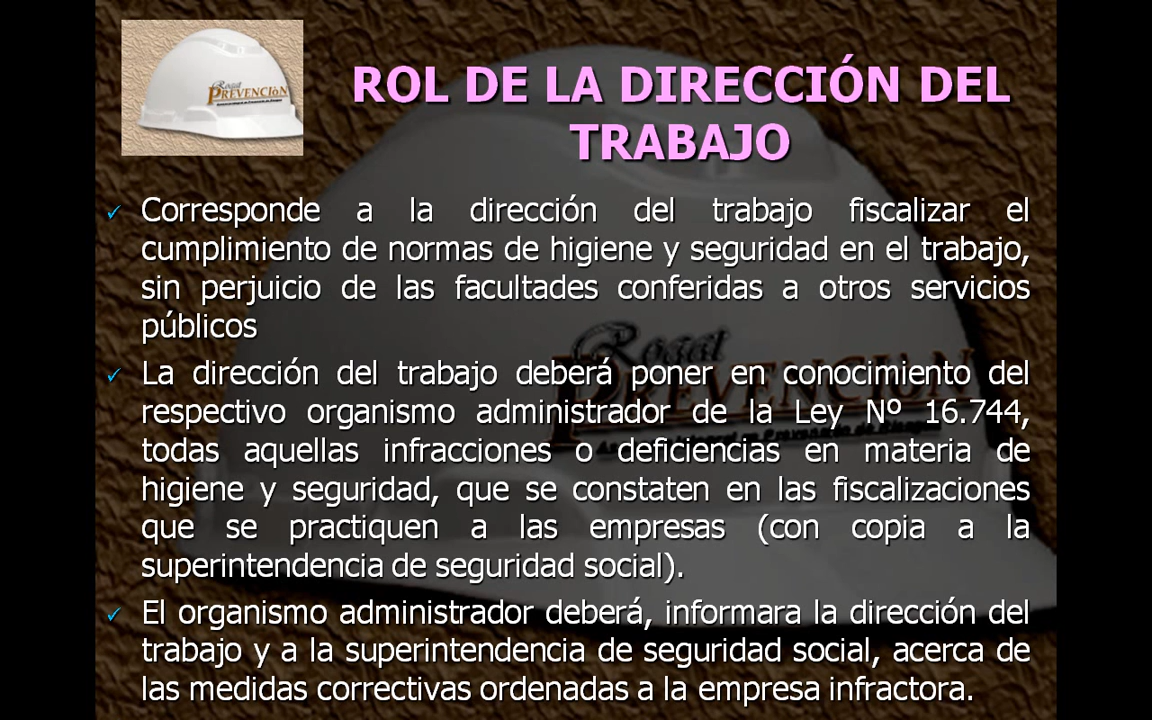 Rogat
PREVENCIÓN
ROL DE LA DIRECCIÓN DEL
TRABAJO
✓ Corresponde a la dirección del trabajo fiscalizar el
cumplimiento de normas de higiene y seguridad en el trabajo,
sin perjuicio de las facultades conferidas a otros servicios
públicos
✓ La dirección del trabajo deberá poner en conocimiento del
respectivo organismo administrador de la Ley Nº 16.744,
todas aquellas infracciones o deficiencias en materia de
higiene y seguridad, que se constaten en las fiscalizaciones
que se practiquen a las empresas (con copia a la
superintendencia de seguridad social).
✓ El organismo administrador deberá, informara la dirección del
trabajo y a la superintendencia de seguridad social, acerca de
las medidas correctivas ordenadas a la empresa infractora.